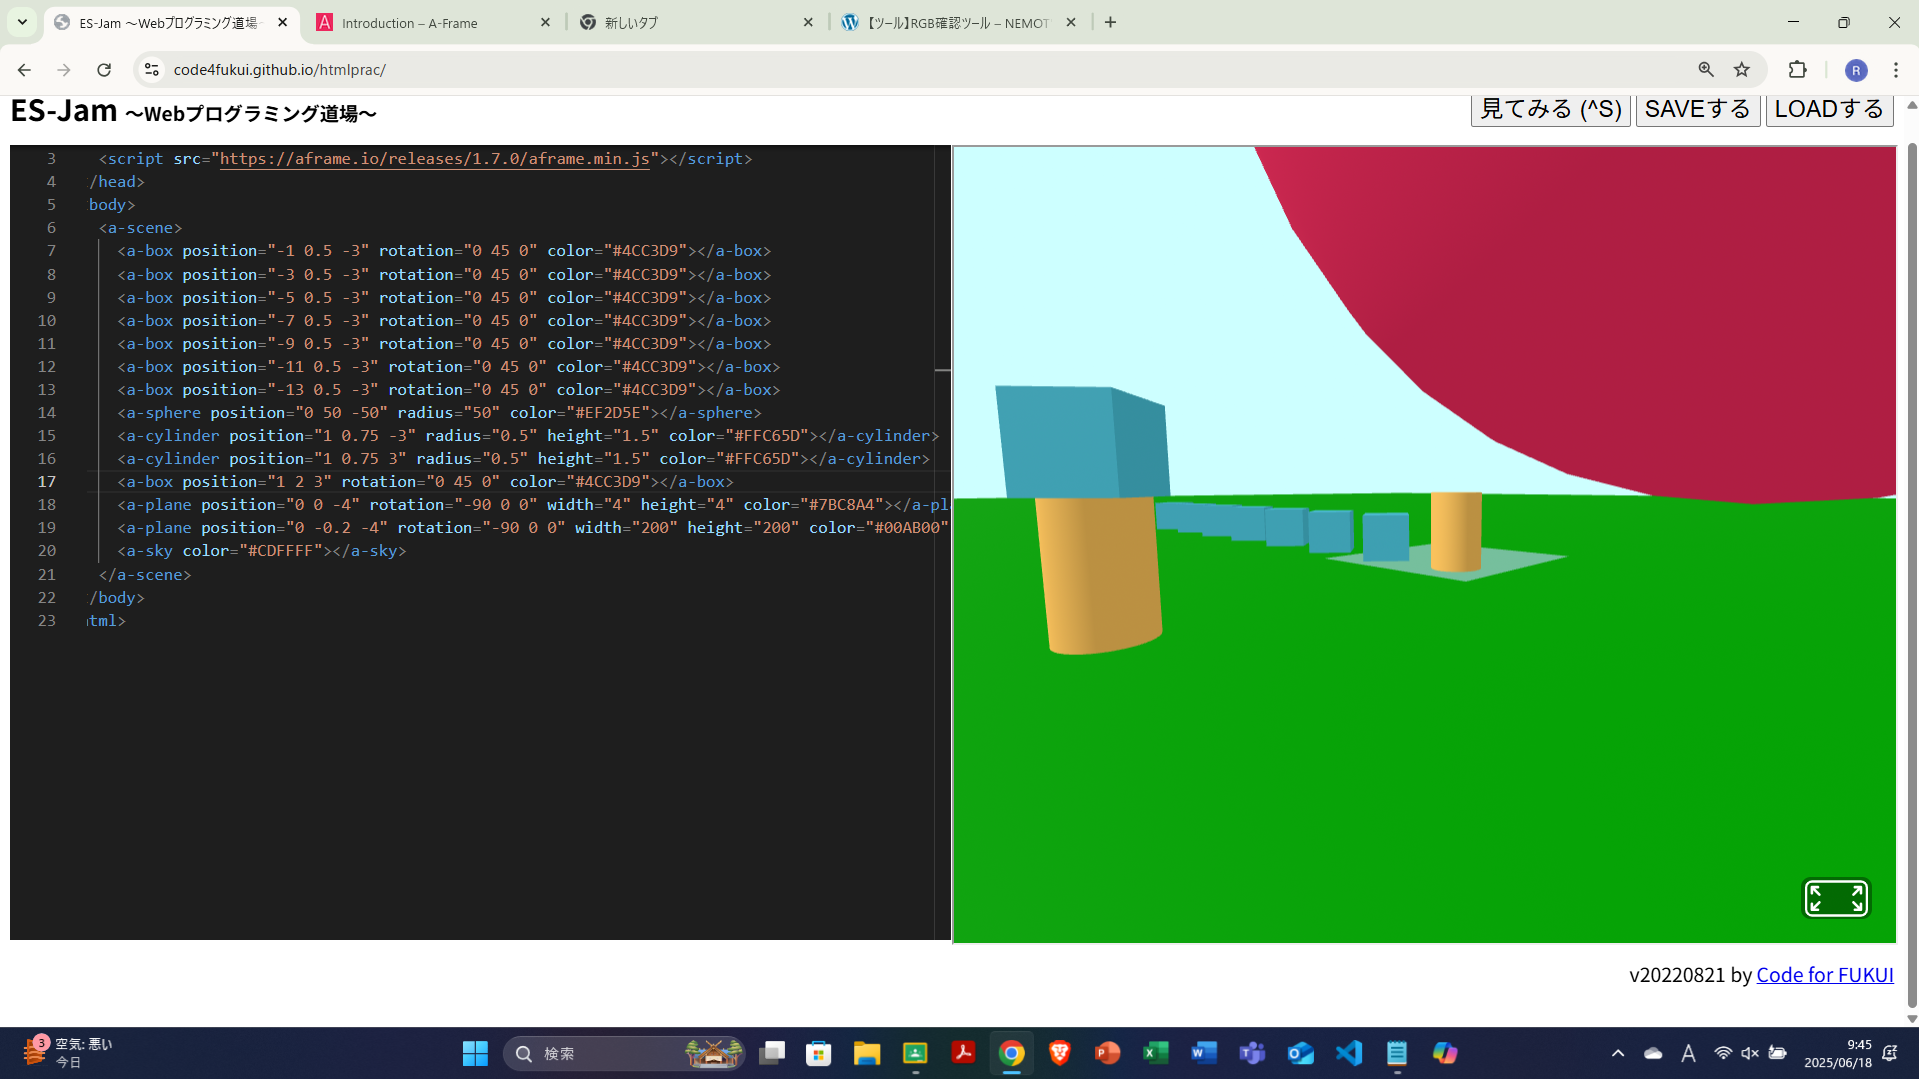 ES-Jam ～Webプログラミング道場
Introduction – A-Frame
新しいタブ
【ツール】RGB確認ツール – NEMOT
code4fukui.github.io/htmlprac/
R
ES-Jam ～Webプログラミング道場～
見てみる (^S)
SAVEする
LOADする
3 <script src="https://aframe.io/releases/1.7.0/aframe.min.js"></script>
4 /head>
5 body>
6 <a-scene>
7 <a-box position="-1 0.5 -3" rotation="0 45 0" color="#4CC3D9"></a-box>
8 <a-box position="-3 0.5 -3" rotation="0 45 0" color="#4CC3D9"></a-box>
9 <a-box position="-5 0.5 -3" rotation="0 45 0" color="#4CC3D9"></a-box>
10 <a-box position="-7 0.5 -3" rotation="0 45 0" color="#4CC3D9"></a-box>
11 <a-box position="-9 0.5 -3" rotation="0 45 0" color="#4CC3D9"></a-box>
12 <a-box position="-11 0.5 -3" rotation="0 45 0" color="#4CC3D9"></a-box>
13 <a-box position="-13 0.5 -3" rotation="0 45 0" color="#4CC3D9"></a-box>
14 <a-sphere position="0 50 -50" radius="50" color="#EF2D5E"></a-sphere>
15 <a-cylinder position="1 0.75 -3" radius="0.5" height="1.5" color="#FFC65D"></a-cylinder>
16 <a-cylinder position="1 0.75 3" radius="0.5" height="1.5" color="#FFC65D"></a-cylinder>
17 <a-box position="1 2 3" rotation="0 45 0" color="#4CC3D9"></a-box>
18 <a-plane position="0 0 -4" rotation="-90 0 0" width="4" height="4" color="#7BC8A4"></a-pl
19 <a-plane position="0 -0.2 -4" rotation="-90 0 0" width="200" height="200" color="#00AB00"
20 <a-sky color="#CDFFFF"></a-sky>
21 </a-scene>
22 /body>
23 tml>
v20220821 by Code for FUKUI
3
空気: 悪い
今日
検索
A
9:45
2025/06/18